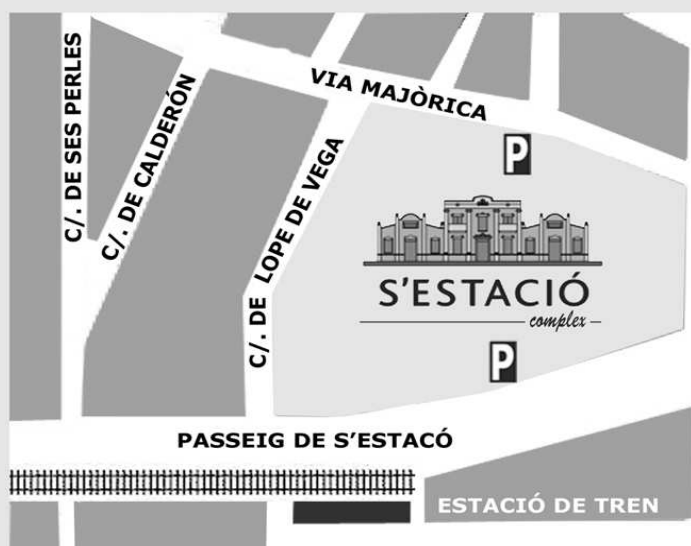 C/. DE SES PERLES
C/. DE CALDERÓN
VIA MAJÒRICA
C/. DE LOPE DE VEGA
P
S'ESTACIÓ
complex
P
PASSEIG DE S'ESTACÓ
ESTACIÓ DE TREN